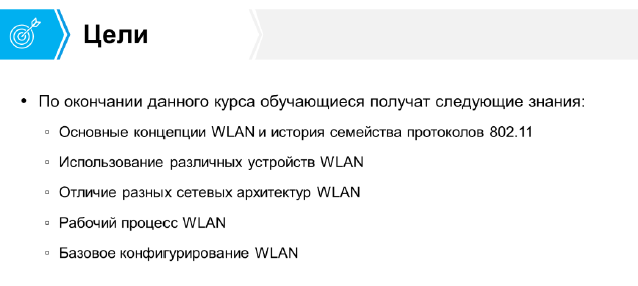 Цели
• По окончании данного курса обучающиеся получат следующие знания:
▫ Основные концепции WLAN и история семейства протоколов 802.11
▫ Использование различных устройств WLAN
▫ Отличие разных сетевых архитектур WLAN
▫ Рабочий процесс WLAN
▫ Базовое конфигурирование WLAN